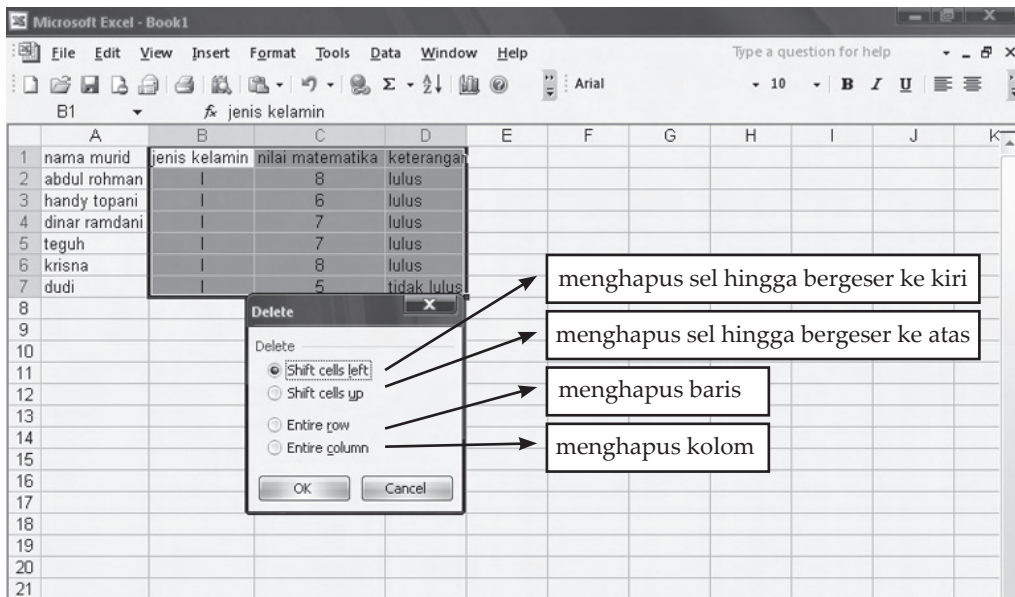 Microsoft Excel - Book1
File Edit View Insert Format Tools Data Window Help Type a question for help
Arial 10 B I U
B1 fx jenis kelamin
A B C D E F G H I J K
1 nama murid jenis kelamin nilai matematika keterangan
2 abdul rohman l 8 lulus
3 handy topani l 6 lulus
4 dinar ramdani l 7 lulus
5 teguh l 7 lulus
6 krisna l 8 lulus
7 dudi l 5 tidak lulus
8
9
10
11
12
13
14
15
16
17
18
19
20
21
Delete
Delete
Shift cells left
Shift cells up
Entire row
Entire column
OK Cancel
menghapus sel hingga bergeser ke kiri
menghapus sel hingga bergeser ke atas
menghapus baris
menghapus kolom